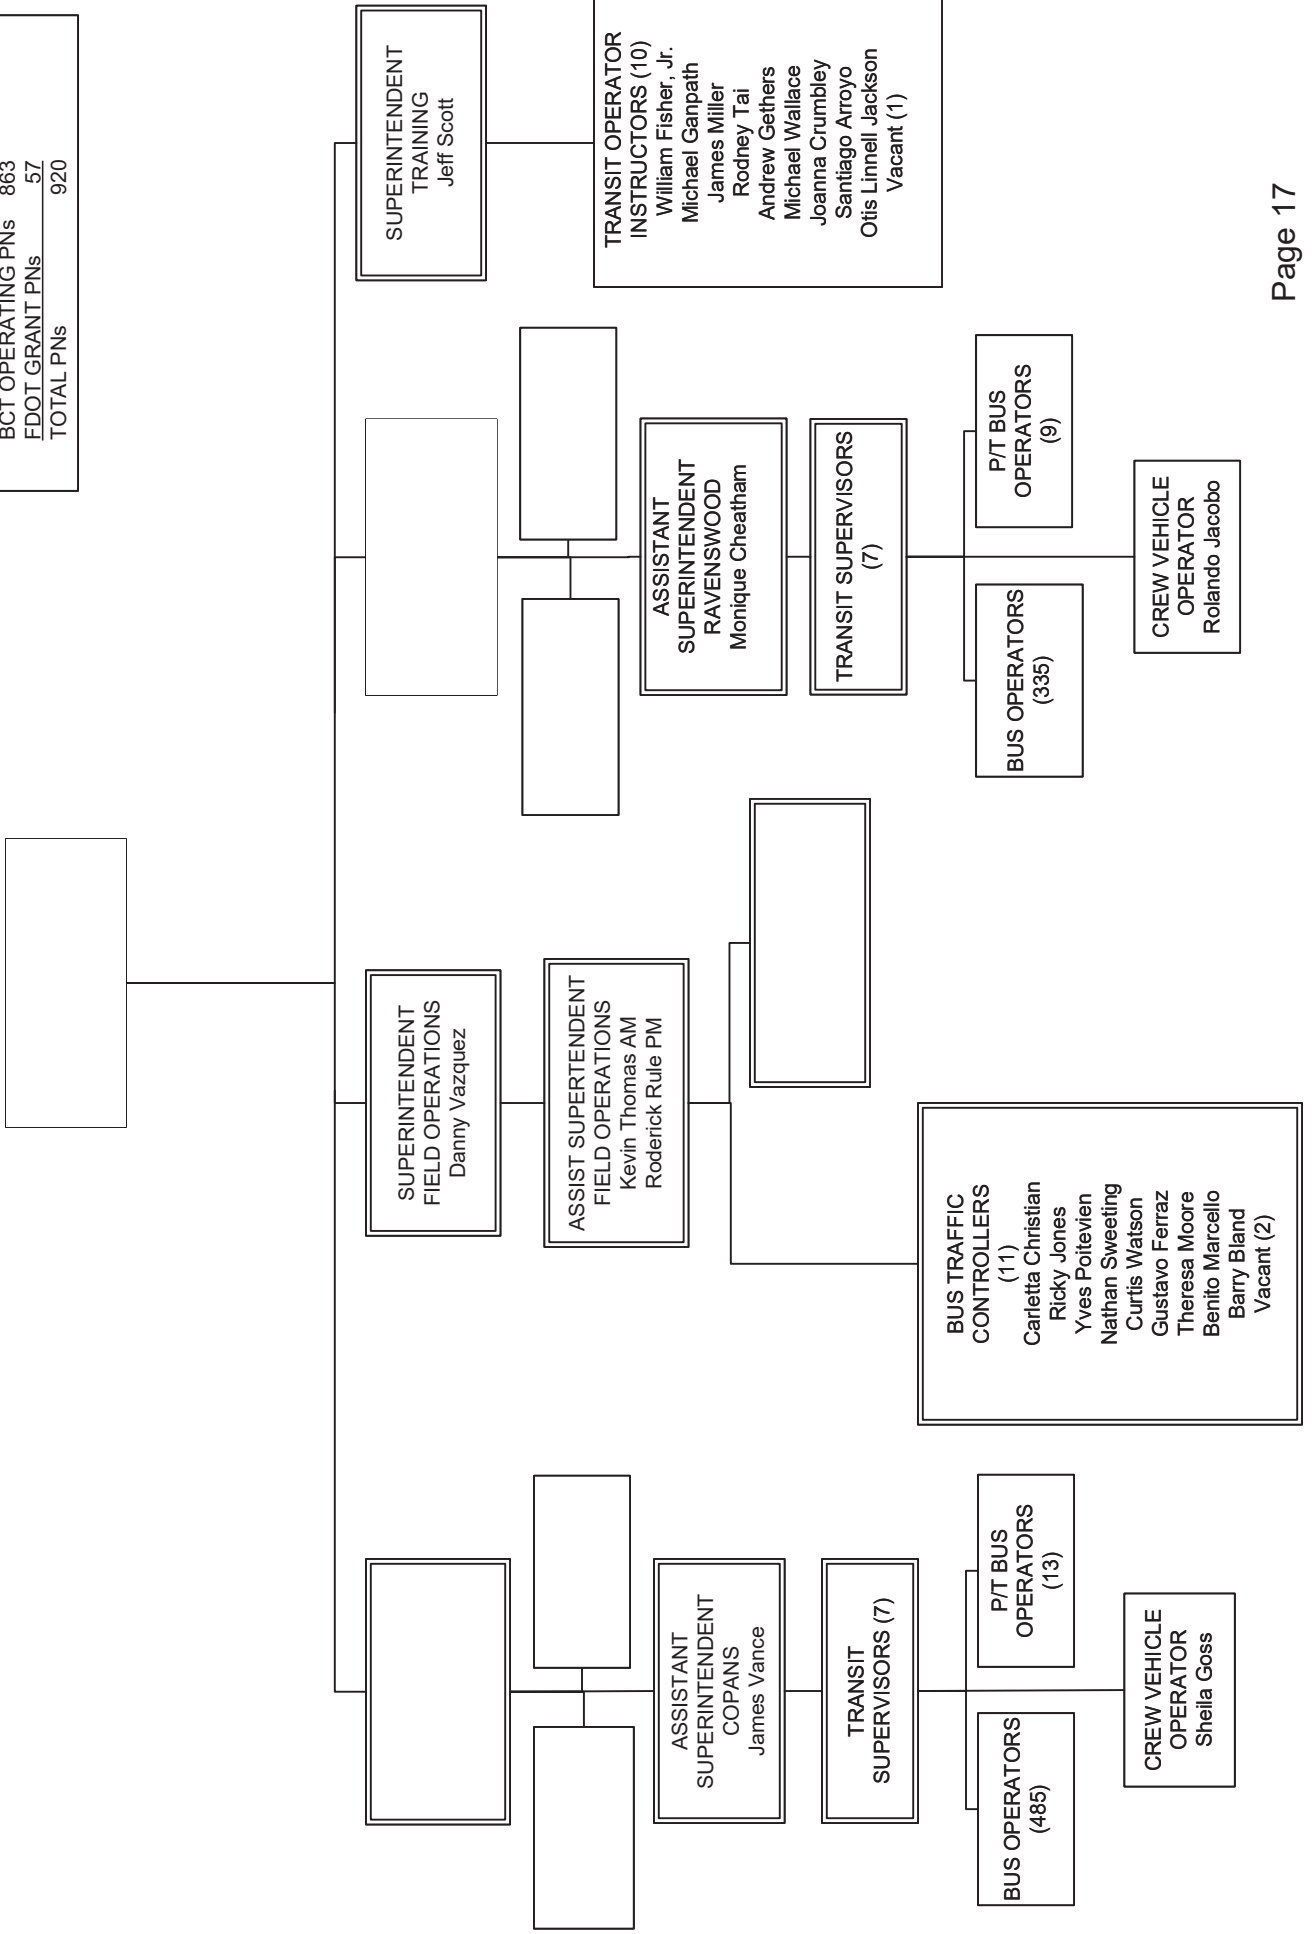 BCT OPERATING PNs 863
FDOT GRANT PNs 57
TOTAL PNs 920
SUPERINTENDENT
FIELD OPERATIONS
Danny Vazquez
SUPERINTENDENT
TRAINING
Jeff Scott
ASSIST SUPERTENDENT
FIELD OPERATIONS
Kevin Thomas AM
Roderick Rule PM
ASSISTANT
SUPERINTENDENT
COPANS
James Vance
TRANSIT
SUPERVISORS (7)
BUS OPERATORS
(485)
P/T BUS
OPERATORS
(13)
CREW VEHICLE
OPERATOR
Sheila Goss
BUS TRAFFIC
CONTROLLERS
(11)
Carletta Christian
Ricky Jones
Yves Poitevien
Nathan Sweeting
Curtis Watson
Gustavo Ferraz
Theresa Moore
Benito Marcello
Barry Bland
Vacant (2)
ASSISTANT
SUPERINTENDENT
RAVENSWOOD
Monique Cheatham
TRANSIT SUPERVISORS
(7)
BUS OPERATORS
(335)
P/T BUS
OPERATORS
(9)
CREW VEHICLE
OPERATOR
Rolando Jacobo
TRANSIT OPERATOR
INSTRUCTORS (10)
William Fisher, Jr.
Michael Ganpath
James Miller
Rodney Tai
Andrew Gethers
Michael Wallace
Joanna Crumbley
Santiago Arroyo
Otis Linnell Jackson
Vacant (1)
Page 17